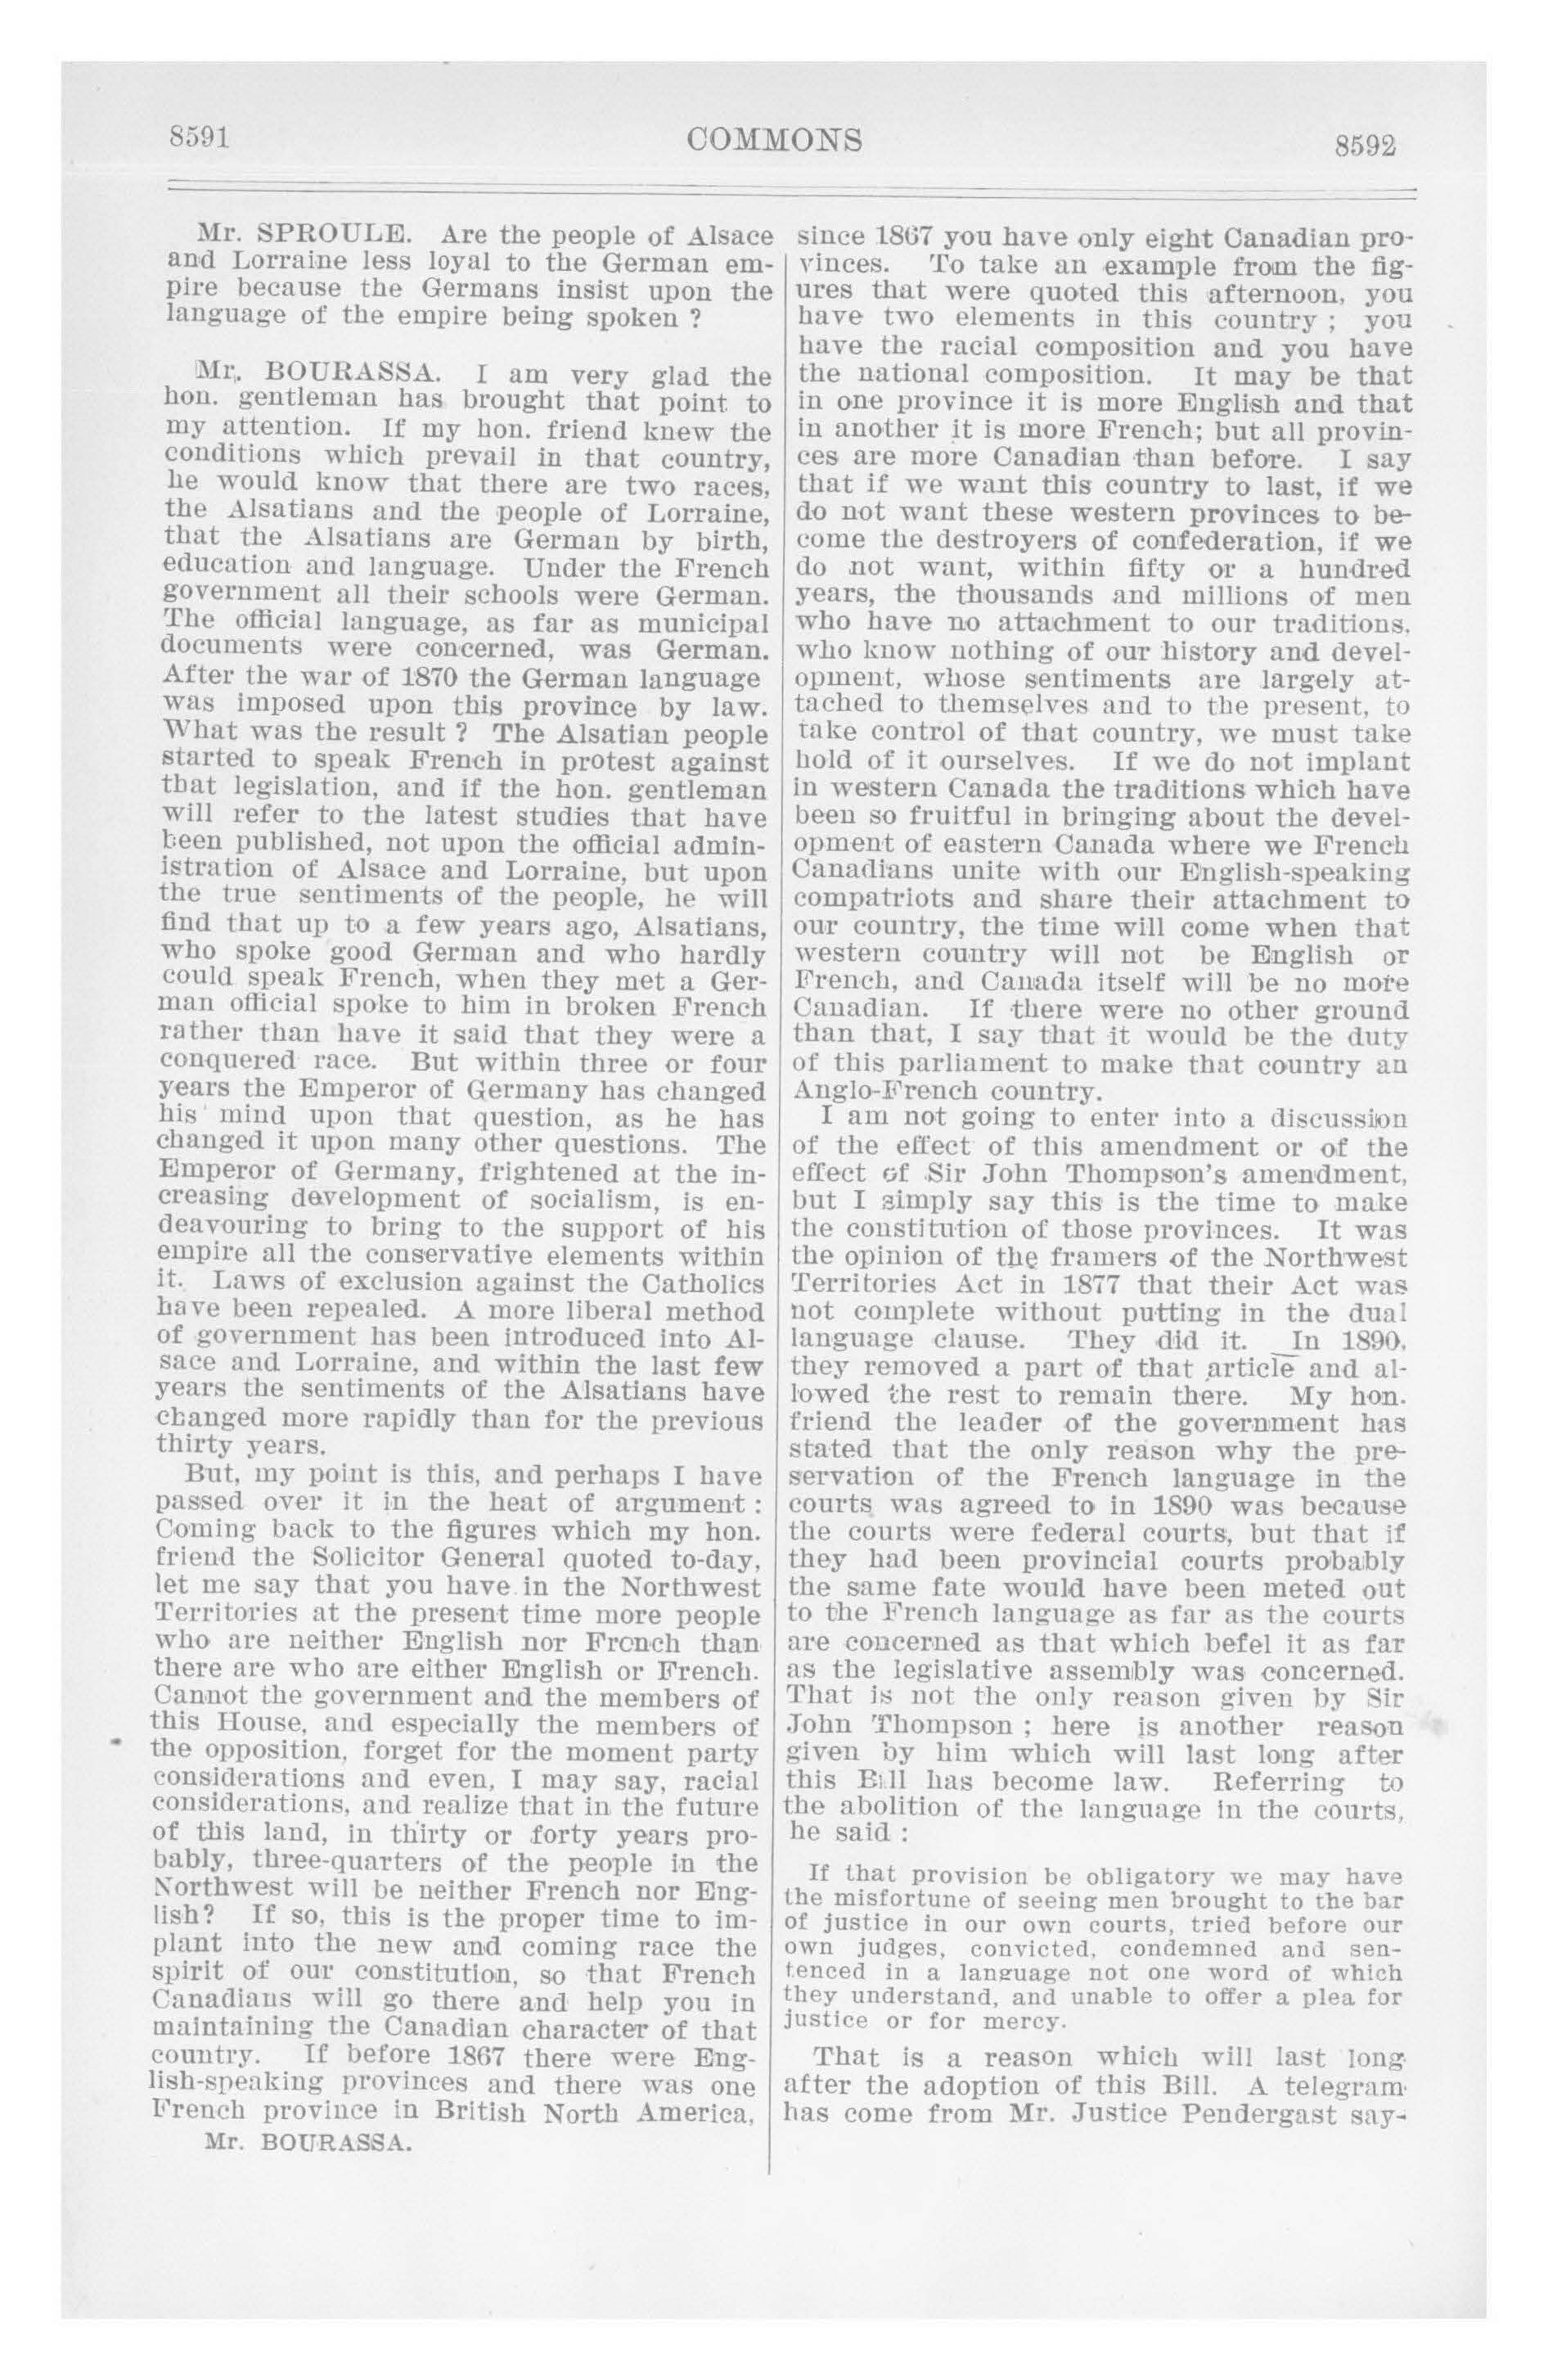 8591
COMMONS
8592
Mr. SPROULE. Are the people of Alsace
and Lorraine less loyal to the German em-
pire because the Germans insist upon the
language of the empire being spoken ?
Mr. BOURASSA. I am very glad the
hon. gentleman has brought that point to
my attention. If my hon. friend knew the
conditions which prevail in that country,
he would know that there are two races,
the Alsatians and the people of Lorraine,
that the Alsatians are German by birth,
education and language. Under the French
government all their schools were German.
The official language, as far as municipal
documents were concerned, was German.
After the war of 1870 the German language
was imposed upon this province by law.
What was the result ? The Alsatian people
started to speak French in protest against
that legislation, and if the hon. gentleman
will refer to the latest studies that have
been published, not upon the official admin-
istration of Alsace and Lorraine, but upon
the true sentiments of the people, he will
find that up to a few years ago, Alsatians,
who spoke good German and who hardly
could speak French, when they met a Ger-
man official spoke to him in broken French
rather than have it said that they were a
conquered race. But within three or four
years the Emperor of Germany has changed
his mind upon that question, as he has
changed it upon many other questions. The
Emperor of Germany, frightened at the in-
creasing development of socialism, is en-
deavouring to bring to the support of his
empire all the conservative elements within
it. Laws of exclusion against the Catholics
have been repealed. A more liberal method
of government has been introduced into Al-
sace and Lorraine, and within the last few
years the sentiments of the Alsatians have
changed more rapidly than for the previous
thirty years.
But, my point is this, and perhaps I have
passed over it in the heat of argument :
Coming back to the figures which my hon.
friend the Solicitor General quoted to-day,
let me say that you have in the Northwest
Territories at the present time more people
who are neither English nor French than
there are who are either English or French.
Cannot the government and the members of
this House, and especially the members of
the opposition, forget for the moment party
considerations and even, I may say, racial
considerations, and realize that in the future
of this land, in thirty or forty years pro-
bably, three-quarters of the people in the
Northwest will be neither French nor Eng-
lish? If so, this is the proper time to im-
plant into the new and coming race the
spirit of our constitution, so that French
Canadians will go there and help you in
maintaining the Canadian character of that
country. If before 1867 there were Eng-
lish-speaking provinces and there was one
French province in British North America,
Mr. BOURASSA.
since 1867 you have only eight Canadian pro-
vinces. To take an example from the fig-
ures that were quoted this afternoon, you
have two elements in this country ; you
have the racial composition and you have
the national composition. It may be that
in one province it is more English and that
in another it is more French; but all provin-
ces are more Canadian than before. I say
that if we want this country to last, if we
do not want these western provinces to be-
come the destroyers of confederation, if we
do not want, within fifty or a hundred
years, the thousands and millions of men
who have no attachment to our traditions,
who know nothing of our history and devel-
opment, whose sentiments are largely at-
tached to themselves and to the present, to
take control of that country, we must take
hold of it ourselves. If we do not implant
in western Canada the traditions which have
been so fruitful in bringing about the devel-
opment of eastern Canada where we French
Canadians unite with our English-speaking
compatriots and share their attachment to
our country, the time will come when that
western country will not be English or
French, and Canada itself will be no more
Canadian. If there were no other ground
than that, I say that it would be the duty
of this parliament to make that country an
Anglo-French country.
I am not going to enter into a discussion
of the effect of this amendment or of the
effect of Sir John Thompson's amendment,
but I simply say this is the time to make
the constitution of those provinces. It was
the opinion of the framers of the Northwest
Territories Act in 1877 that their Act was
not complete without putting in the dual
language clause. They did it. In 1890,
they removed a part of that article and al-
lowed the rest to remain there. My hon.
friend the leader of the government has
stated that the only reason why the pre-
servation of the French language in the
courts was agreed to in 1890 was because
the courts were federal courts, but that if
they had been provincial courts probably
the same fate would have been meted out
to the French language as far as the courts
are concerned as that which befel it as far
as the legislative assembly was concerned.
That is not the only reason given by Sir
John Thompson ; here is another reason
given by him which will last long after
this Bill has become law. Referring to
the abolition of the language in the courts,
he said :
If that provision be obligatory we may have
the misfortune of seeing men brought to the bar
of justice in our own courts, tried before our
own judges, convicted, condemned and sen-
tenced in a language not one word of which
they understand, and unable to offer a plea for
justice or for mercy.
That is a reason which will last long
after the adoption of this Bill. A telegram
has come from Mr. Justice Pendergast say-